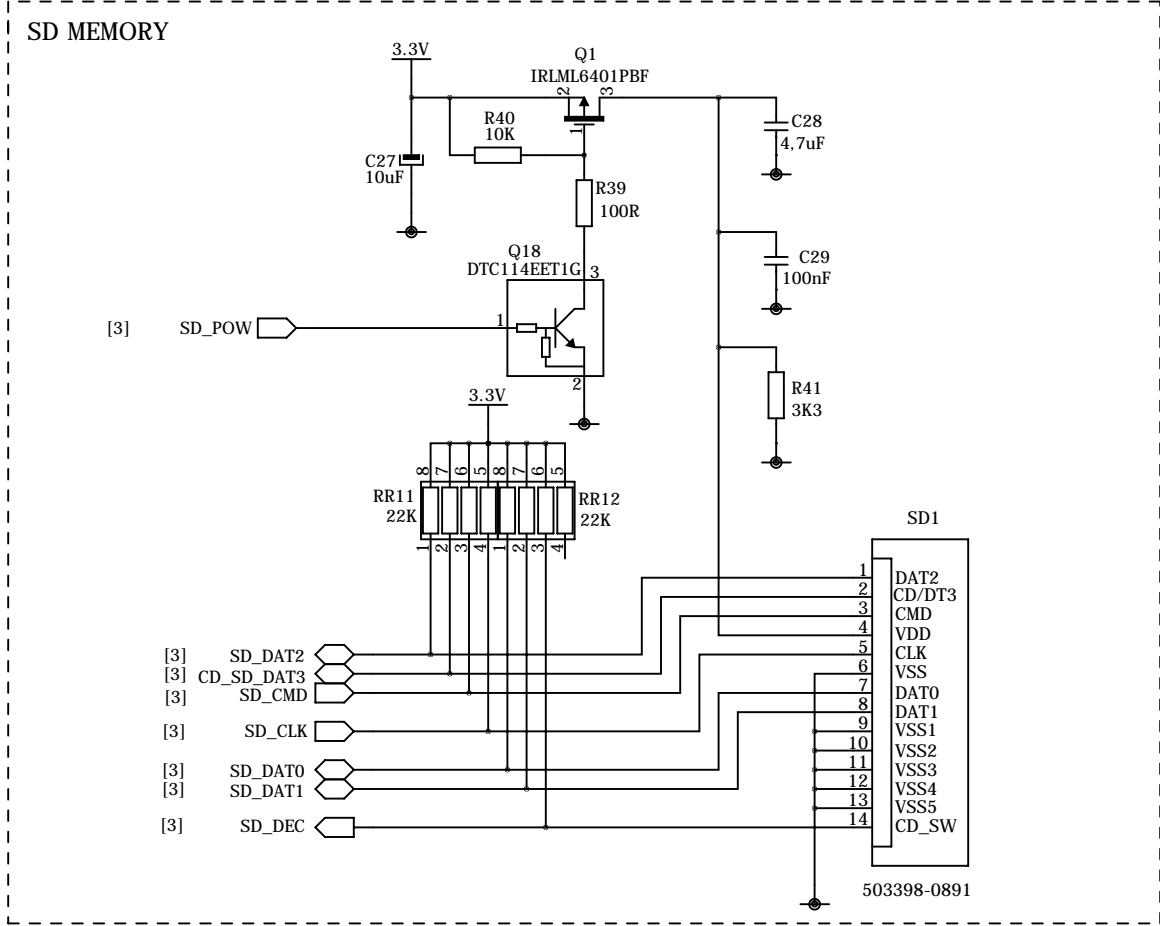 SD MEMORY
3.3V
Q1
IRLML6401PBF
2
3
1
R40
10K
C28
4,7uF
C27
10uF
R39
100R
Q18
DTC114EET1G
3
C29
100nF
[3] SD_POW
1
2
R41
3K3
3.3V
8 7 6 5 8 7 6 5
RR11
22K
RR12
22K
1 2 3 4 1 2 3 4
SD1
1 DAT2
2 CD/DT3
3 CMD
4 VDD
5 CLK
6 VSS
7 DAT0
8 DAT1
9 VSS1
10 VSS2
11 VSS3
12 VSS4
13 VSS5
14 CD_SW
503398-0891
[3] SD_DAT2
[3] CD_SD_DAT3
[3] SD_CMD
[3] SD_CLK
[3] SD_DAT0
[3] SD_DAT1
[3] SD_DEC